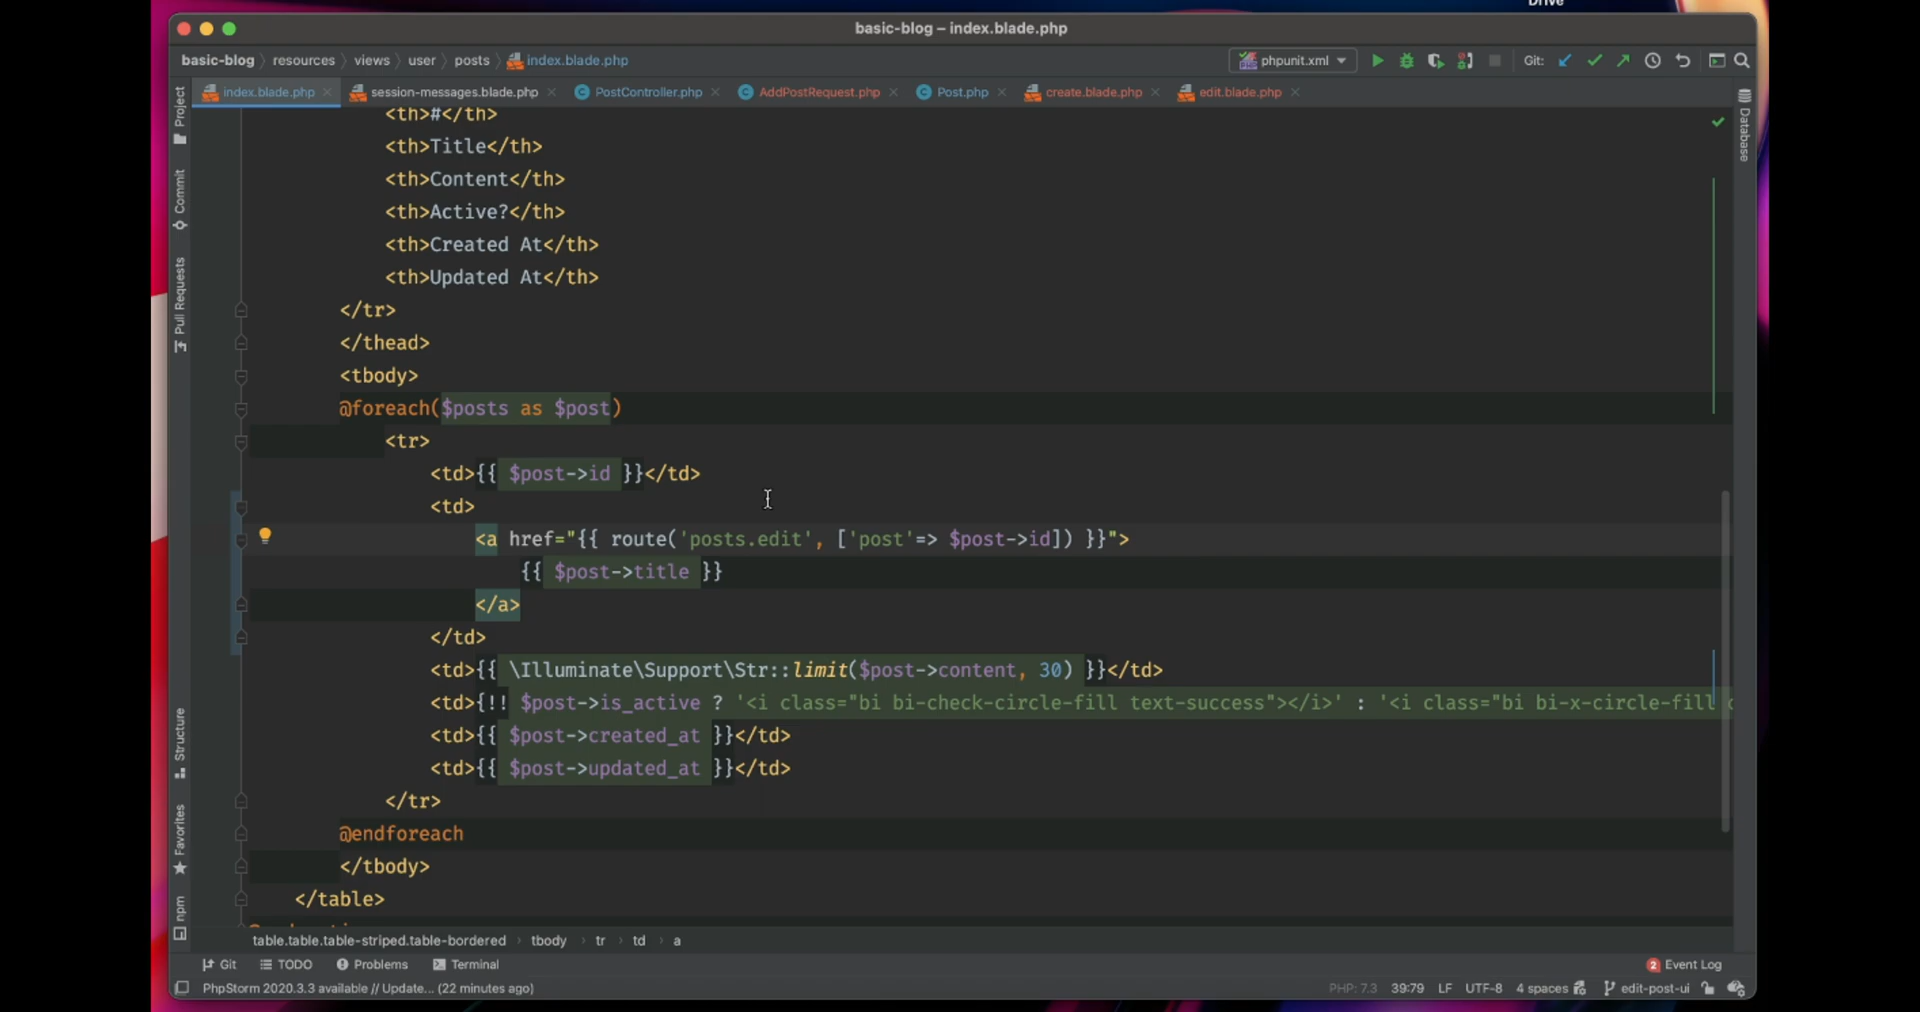 Drive
basic-blog – index.blade.php
basic-blog resources views user posts index.blade.php
phpunit.xml Git:
index.blade.php session-messages.blade.php PostController.php AddPostRequest.php Post.php create.blade.php edit.blade.php
Project
Commit
Pull Requests
Structure
Favorites
npm
Database
<th>#</th>
<th>Title</th>
<th>Content</th>
<th>Active?</th>
<th>Created At</th>
<th>Updated At</th>
</tr>
</thead>
<tbody>
@foreach($posts as $post)
<tr>
<td>{{ $post->id }}</td>
<td>
<a href="{{ route('posts.edit', ['post'=> $post->id]) }}">
{{ $post->title }}
</a>
</td>
<td>{{ \Illuminate\Support\Str::limit($post->content, 30) }}</td>
<td>{!! $post->is_active ? '<i class="bi bi-check-circle-fill text-success"></i>' : '<i class="bi bi-x-circle-fill
<td>{{ $post->created_at }}</td>
<td>{{ $post->updated_at }}</td>
</tr>
@endforeach
</tbody>
</table>
table.table.table-striped.table-bordered tbody tr td a
Git TODO Problems Terminal
2 Event Log
PhpStorm 2020.3.3 available // Update... (22 minutes ago)
PHP: 7.3 39:79 LF UTF-8 4 spaces edit-post-ui